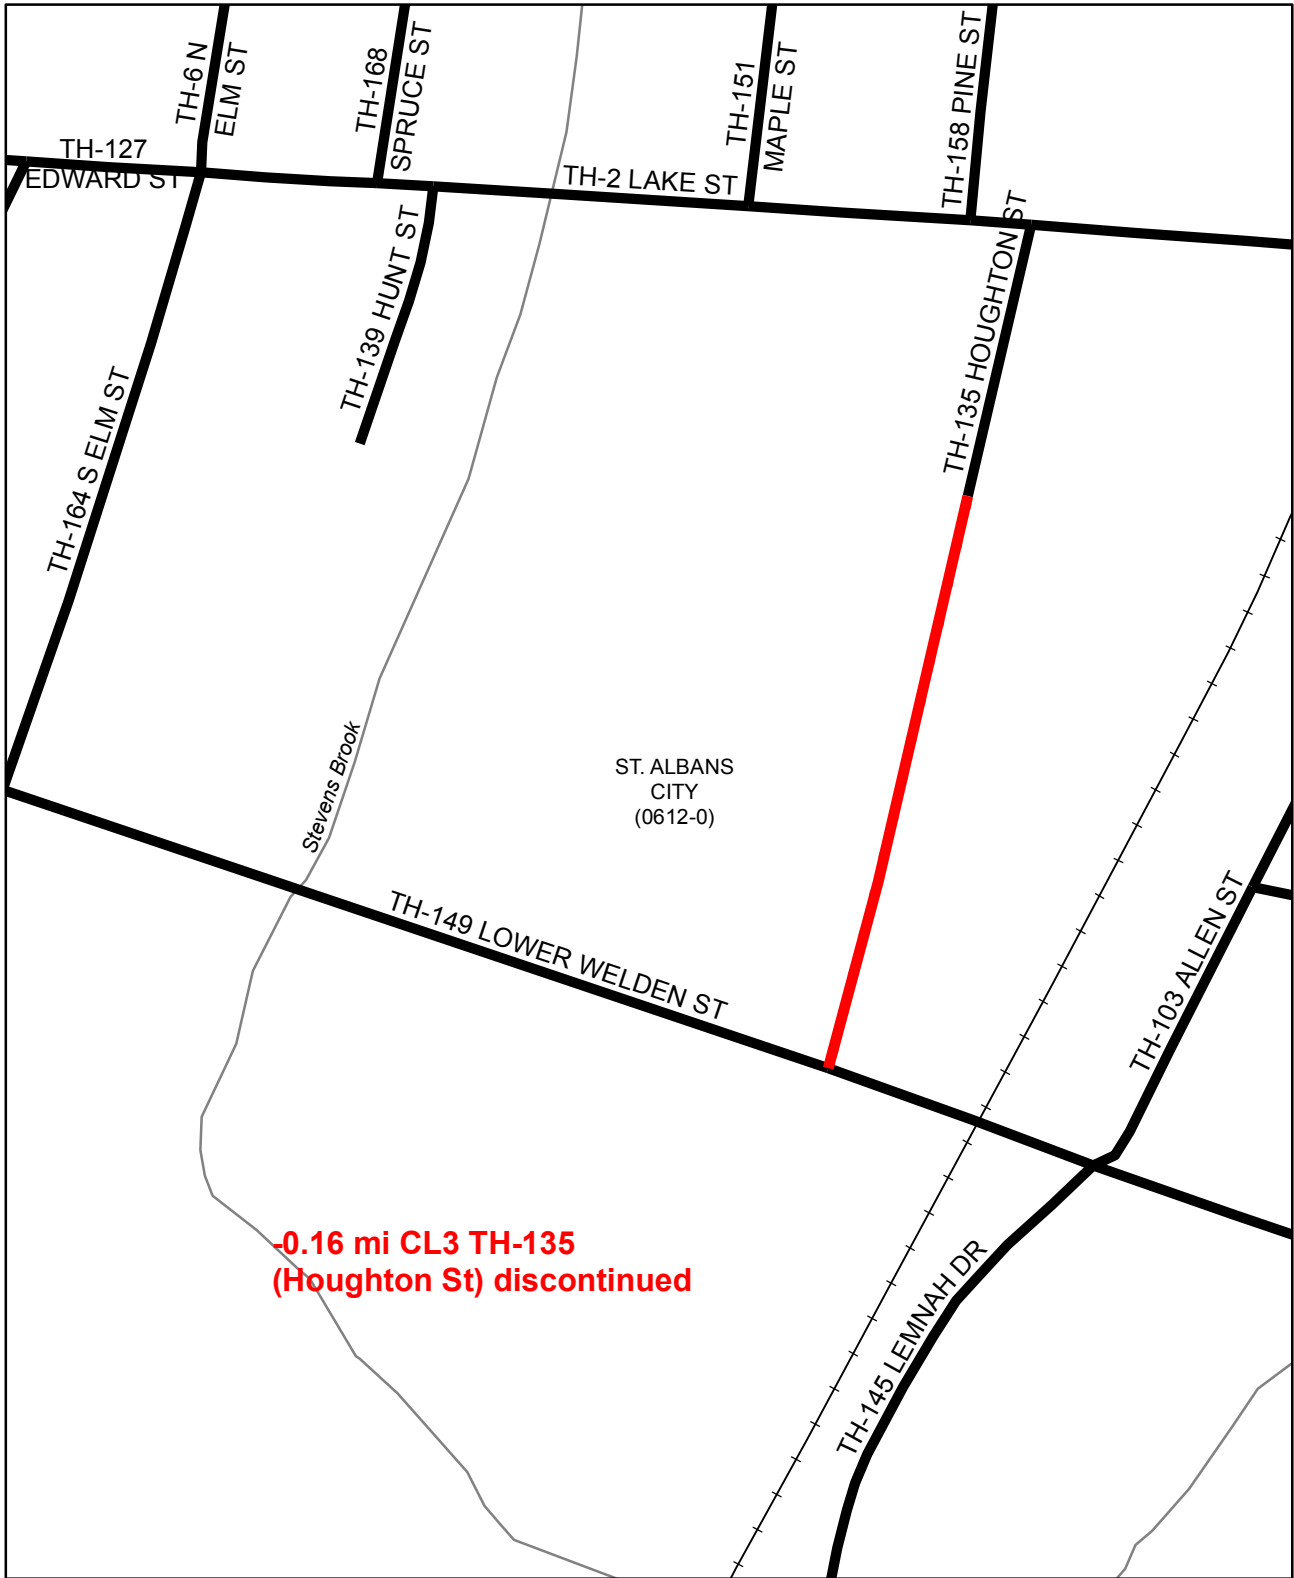 TH-6 N
ELM ST
TH-168
SPRUCE ST
TH-151
MAPLE ST
TH-158 PINE ST
TH-127
EDWARD ST
TH-2 LAKE ST
TH-139 HUNT ST
TH-135 HOUGHTON ST
TH-164 S ELM ST
Stevens Brook
ST. ALBANS
CITY
(0612-0)
TH-149 LOWER WELDEN ST
TH-103 ALLEN ST
-0.16 mi CL3 TH-135
(Houghton St) discontinued
TH-145 LEMNAH DR